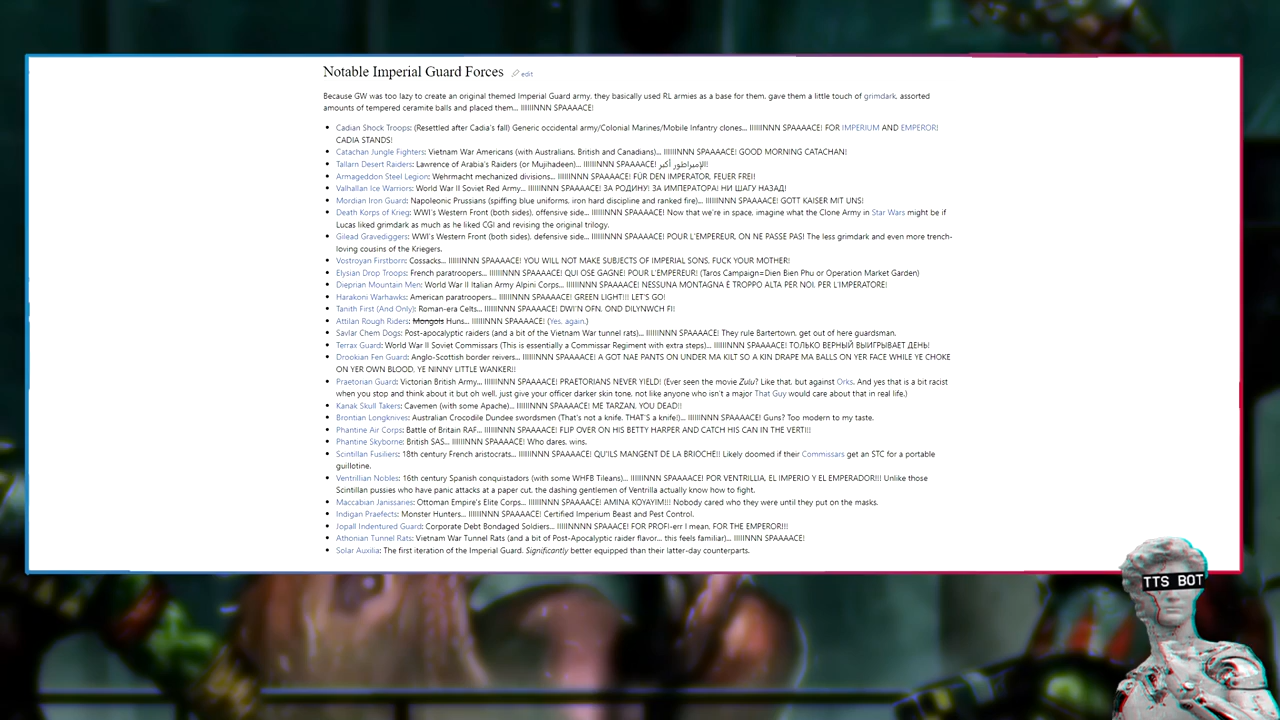 Notable Imperial Guard Forces edit
Because GW was too lazy to create an original themed Imperial Guard army, they basically used RL armies as a base for them, gave them a little touch of grimdark, assorted
amounts of tempered ceramite balls and placed them... IIIIIINNN SPAAAACE!
• Cadian Shock Troops: (Resettled after Cadia's fall) Generic occidental army/Colonial Marines/Mobile Infantry clones... IIIIIINNN SPAAAACE! FOR IMPERIUM AND EMPEROR!
CADIA STANDS!
• Catachan Jungle Fighters: Vietnam War Americans (with Australians, British and Canadians)... IIIIIINNN SPAAAACE! GOOD MORNING CATACHAN!
• Tallarn Desert Raiders: Lawrence of Arabia's Raiders (or Mujihadeen)... IIIIIINNN SPAAAACE! الإمبراطور أكبر!!
• Armageddon Steel Legion: Wehrmacht mechanized divisions... IIIIIINNN SPAAAACE! FÜR DEN IMPERATOR, FEUER FREI!
• Valhallan Ice Warriors: World War II Soviet Red Army... IIIIIINNN SPAAAACE! ЗА РОДИНУ! ЗА ИМПЕРАТОРА! НИ ШАГУ НАЗАД!
• Mordian Iron Guard: Napoleonic Prussians (spiffing blue uniforms, iron hard discipline and ranked fire)... IIIIIINNN SPAAAACE! GOTT KAISER MIT UNS!
• Death Korps of Krieg: WWI's Western Front (both sides), offensive side... IIIIIINNN SPAAAACE! Now that we're in space, imagine what the Clone Army in Star Wars might be if
Lucas liked grimdark as much as he liked CGI and revising the original trilogy.
• Gilead Gravediggers: WWI's Western Front (both sides), defensive side... IIIIIINNN SPAAAACE! POUR L'EMPEREUR, ON NE PASSE PAS! The less grimdark and even more trench-
loving cousins of the Kriegers.
• Vostroyan Firstborn: Cossacks... IIIIIINNN SPAAAACE! YOU WILL NOT MAKE SUBJECTS OF IMPERIAL SONS, FUCK YOUR MOTHER!
• Elysian Drop Troops: French paratroopers... IIIIIINNN SPAAAACE! QUI OSE GAGNE! POUR L'EMPEREUR! (Taros Campaign=Dien Bien Phu or Operation Market Garden)
• Dieprian Mountain Men: World War II Italian Army Alpini Corps... IIIIIINNN SPAAAACE! NESSUNA MONTAGNA È TROPPO ALTA PER NOI, PER L'IMPERATORE!
• Harakoni Warhawks: American paratroopers... IIIIIINNN SPAAAACE! GREEN LIGHT!!! LET'S GO!
• Tanith First (And Only): Roman-era Celts... IIIIIINNN SPAAAACE! DWI'N OFN, OND DILYNWCH FI!
• Attilan Rough Riders: Mongols Huns... IIIIIINNN SPAAAACE! (Yes, again.)
• Savlar Chem Dogs: Post-apocalyptic raiders (and a bit of the Vietnam War tunnel rats)... IIIIIINNN SPAAAACE! They rule Bartertown, get out of here guardsman.
• Terrax Guard: World War II Soviet Commissars (This is essentially a Commissar Regiment with extra steps)... IIIIIINNN SPAAAACE! ТОЛЬКО ВЕРНЫЙ ВЫИГРЫВАЕТ ДЕНЬ!
• Drookian Fen Guard: Anglo-Scottish border reivers... IIIIIINNN SPAAAACE! A GOT NAE PANTS ON UNDER MA KILT SO A KIN DRAPE MA BALLS ON YER FACE WHILE YE CHOKE
ON YER OWN BLOOD, YE NINNY LITTLE WANKER!!
• Praetorian Guard: Victorian British Army... IIIIIINNN SPAAAACE! PRAETORIANS NEVER YIELD! (Ever seen the movie Zulu? Like that, but against Orks. And yes that is a bit racist
when you stop and think about it but oh well, just give your officer darker skin tone, not like anyone who isn't a major That Guy would care about that in real life.)
• Kanak Skull Takers: Cavemen (with some Apache)... IIIIIINNN SPAAAACE! ME TARZAN, YOU DEAD!!
• Brontian Longknives: Australian Crocodile Dundee swordsmen (That's not a knife, THAT'S a knife!)... IIIIIINNN SPAAAACE! Guns? Too modern to my taste.
• Phantine Air Corps: Battle of Britain RAF... IIIIIINNN SPAAAACE! FLIP OVER ON HIS BETTY HARPER AND CATCH HIS CAN IN THE VERTI!!
• Phantine Skyborne: British SAS... IIIIIINNN SPAAAACE! Who dares, wins.
• Scintillan Fusiliers: 18th century French aristocrats... IIIIIINNN SPAAAACE! QU'ILS MANGENT DE LA BRIOCHE!! Likely doomed if their Commissars get an STC for a portable
guillotine.
• Ventrillian Nobles: 16th century Spanish conquistadors (with some WHFB Tileans)... IIIIIINNN SPAAAACE! POR VENTRILLIA, EL IMPERIO Y EL EMPERADOR!!! Unlike those
Scintillan pussies who have panic attacks at a paper cut, the dashing gentlemen of Ventrilla actually know how to fight.
• Maccabian Janissaries: Ottoman Empire's Elite Corps... IIIIIINNN SPAAAACE! AMINA KOYAYIM!!! Nobody cared who they were until they put on the masks.
• Indigan Praefects: Monster Hunters... IIIIIINNN SPAAAACE! Certified Imperium Beast and Pest Control.
• Jopall Indentured Guard: Corporate Debt Bondaged Soldiers... IIIIIINNNN SPAAACE! FOR PROFI-err I mean, FOR THE EMPEROR!!!
• Athonian Tunnel Rats: Vietnam War Tunnel Rats (and a bit of Post-Apocalyptic raider flavor... this feels familiar)... IIIIIINNN SPAAAACE!
• Solar Auxilia: The first iteration of the Imperial Guard. Significantly better equipped than their latter-day counterparts.
TTS BOT